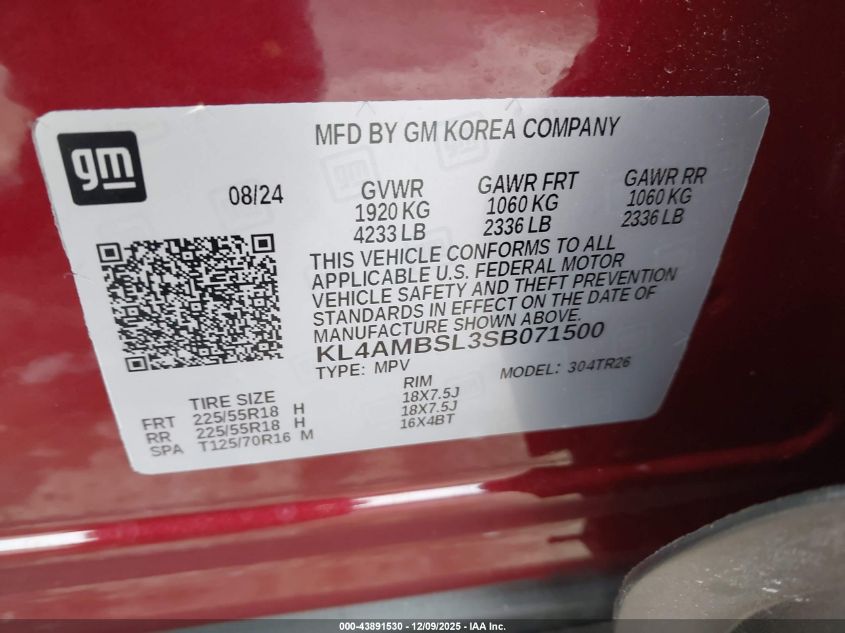 MFD BY GM KOREA COMPANY
gm
08/24
GVWR GAWR FRT GAWR RR
1920 KG 1060 KG 1060 KG
4233 LB 2336 LB 2336 LB
THIS VEHICLE CONFORMS TO ALL
APPLICABLE U.S. FEDERAL MOTOR
VEHICLE SAFETY AND THEFT PREVENTION
STANDARDS IN EFFECT ON THE DATE OF
MANUFACTURE SHOWN ABOVE.
KL4AMBSL3SB071500
TYPE: MPV MODEL: 304TR26
TIRE SIZE RIM
FRT 225/55R18 H 18X7.5J
RR 225/55R18 H 18X7.5J
SPA T125/70R16 M 16X4BT
000-43891530 - 12/09/2025 - IAA Inc.